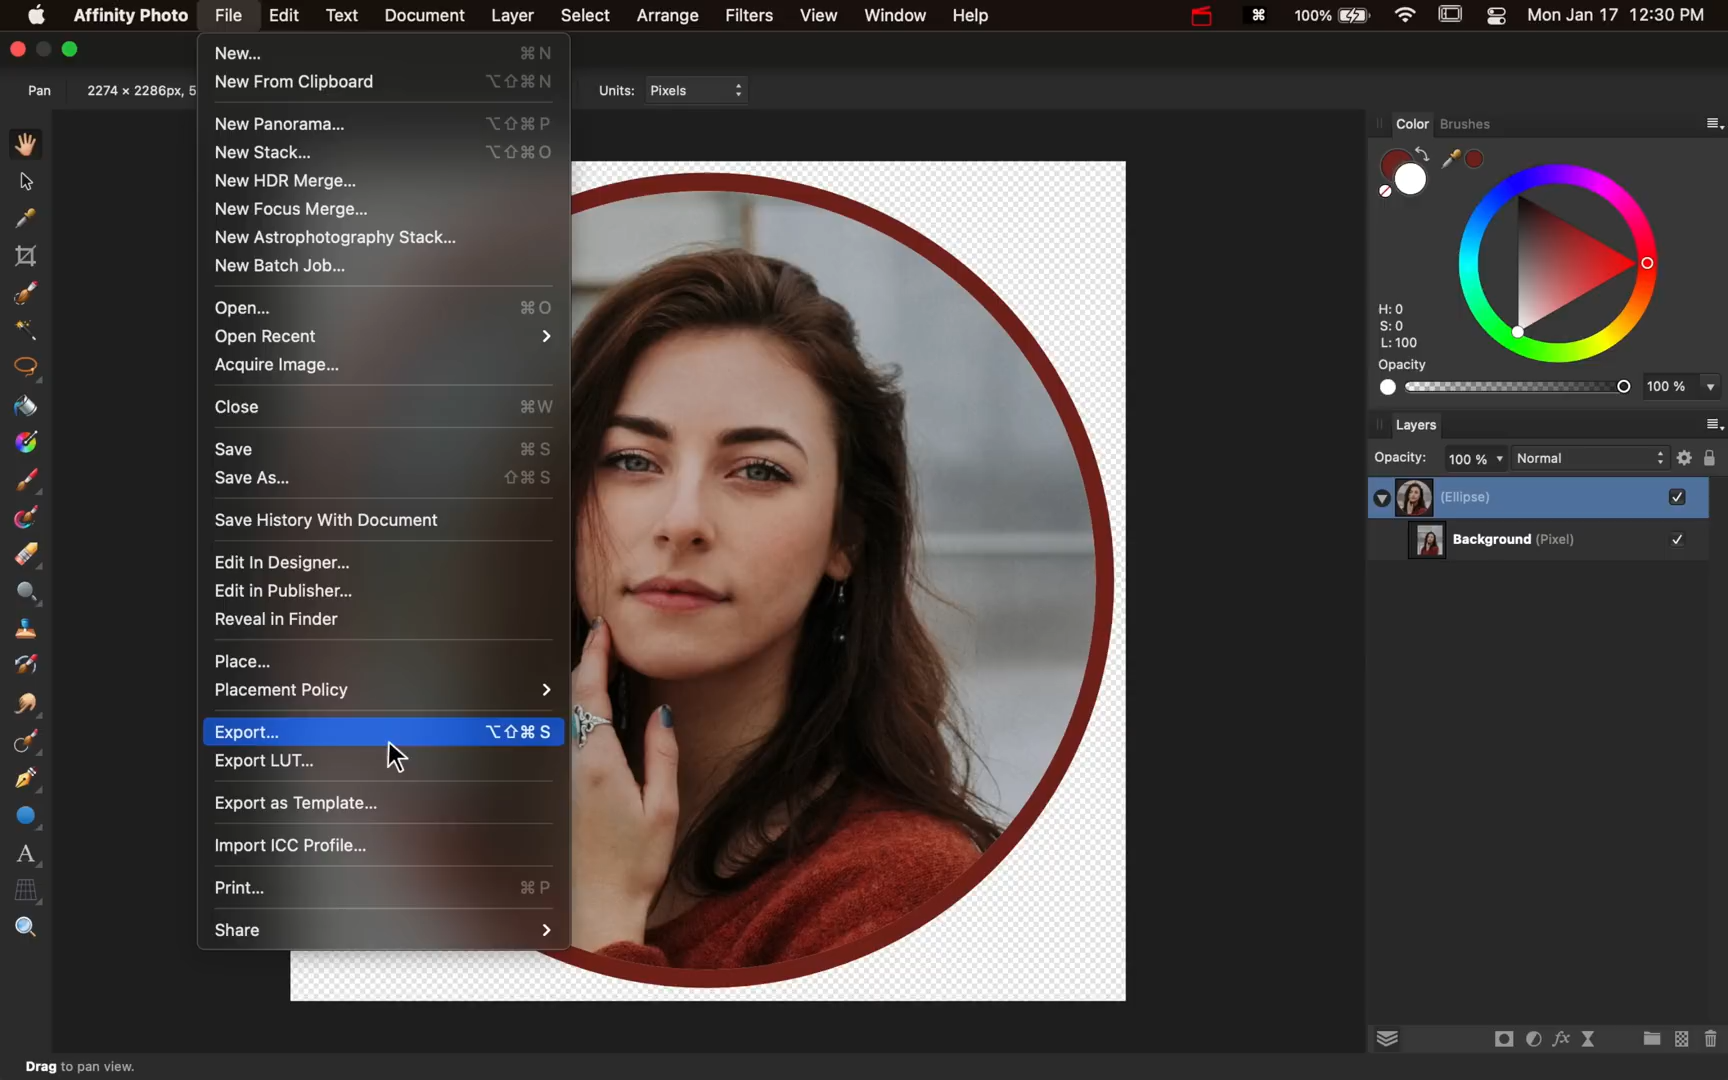 Affinity Photo File Edit Text Document Layer Select Arrange Filters View Window Help 100% Mon Jan 17 12:30 PM
Pan 2274 × 2286px, 5 Units: Pixels
New... ⌘ N
New From Clipboard ⌥⇧⌘ N
New Panorama... ⌥⇧⌘ P
New Stack... ⌥⇧⌘ O
New HDR Merge...
New Focus Merge...
New Astrophotography Stack...
New Batch Job...
Open... ⌘ O
Open Recent
Acquire Image...
Close ⌘W
Save ⌘ S
Save As... ⇧⌘ S
Save History With Document
Edit In Designer...
Edit in Publisher...
Reveal in Finder
Place...
Placement Policy
Export... ⌥⇧⌘ S
Export LUT...
Export as Template...
Import ICC Profile...
Print... ⌘ P
Share
Color Brushes
H: 0
S: 0
L: 100
Opacity
100 %
Layers
Opacity: 100 % Normal
(Ellipse)
Background (Pixel)
fx
A
Drag to pan view.